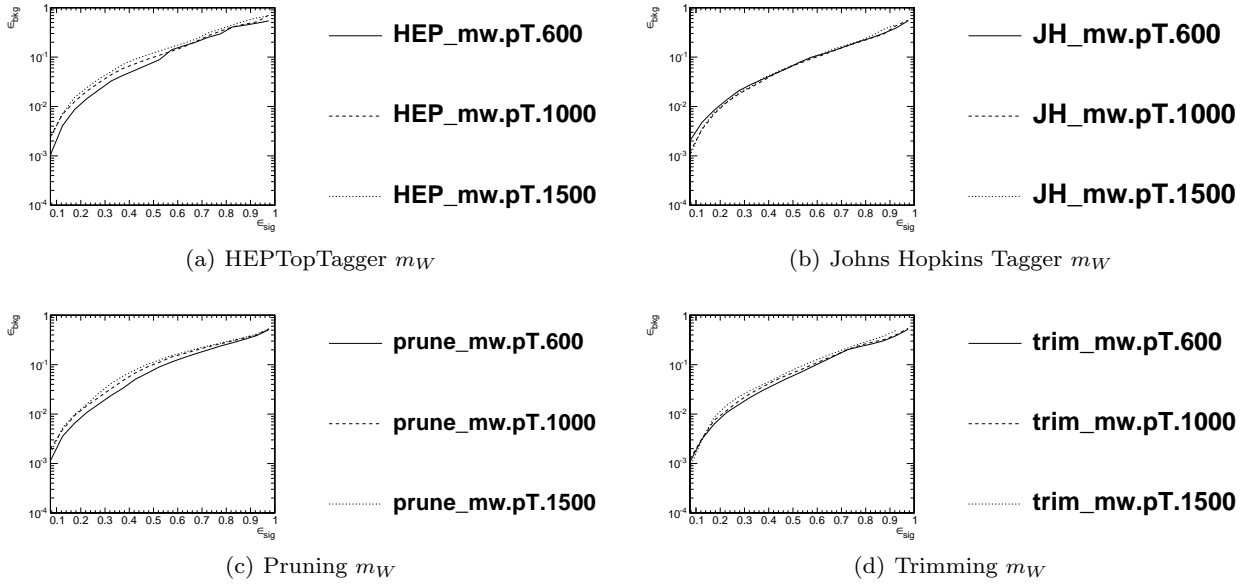 ϵ_bkg
1
10^-1
10^-2
10^-3
10^-4
0.1 0.2 0.3 0.4 0.5 0.6 0.7 0.8 0.9 1
ϵ_sig
HEP_mw.pT.600
HEP_mw.pT.1000
HEP_mw.pT.1500
(a) HEPTopTagger m_W
ϵ_bkg
1
10^-1
10^-2
10^-3
10^-4
0.1 0.2 0.3 0.4 0.5 0.6 0.7 0.8 0.9 1
ϵ_sig
JH_mw.pT.600
JH_mw.pT.1000
JH_mw.pT.1500
(b) Johns Hopkins Tagger m_W
ϵ_bkg
1
10^-1
10^-2
10^-3
10^-4
0.1 0.2 0.3 0.4 0.5 0.6 0.7 0.8 0.9 1
ϵ_sig
prune_mw.pT.600
prune_mw.pT.1000
prune_mw.pT.1500
(c) Pruning m_W
ϵ_bkg
1
10^-1
10^-2
10^-3
10^-4
0.1 0.2 0.3 0.4 0.5 0.6 0.7 0.8 0.9 1
ϵ_sig
trim_mw.pT.600
trim_mw.pT.1000
trim_mw.pT.1500
(d) Trimming m_W